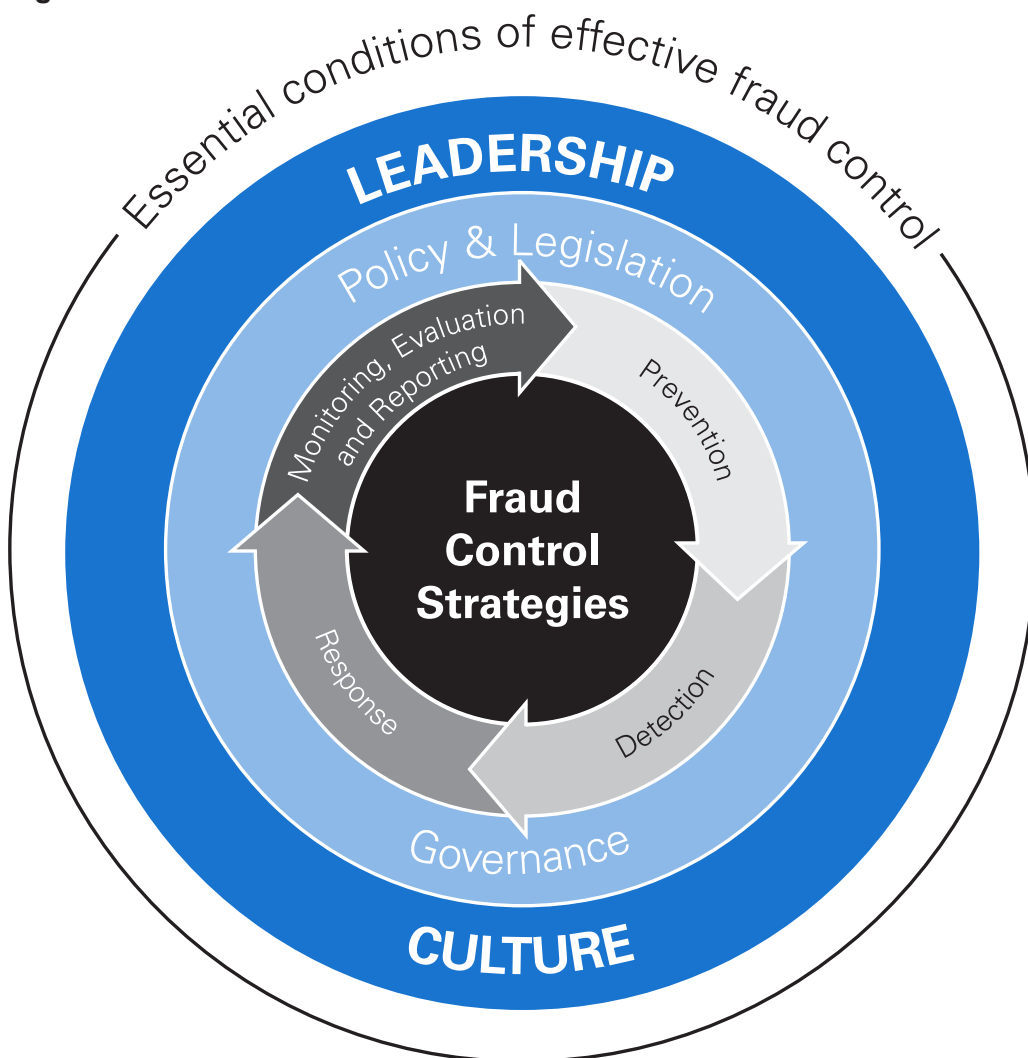 Essential conditions of effective fraud control
LEADERSHIP
Policy & Legislation
Monitoring, Evaluation
and Reporting
Prevention
Fraud
Control
Strategies
Response
Detection
Governance
CULTURE